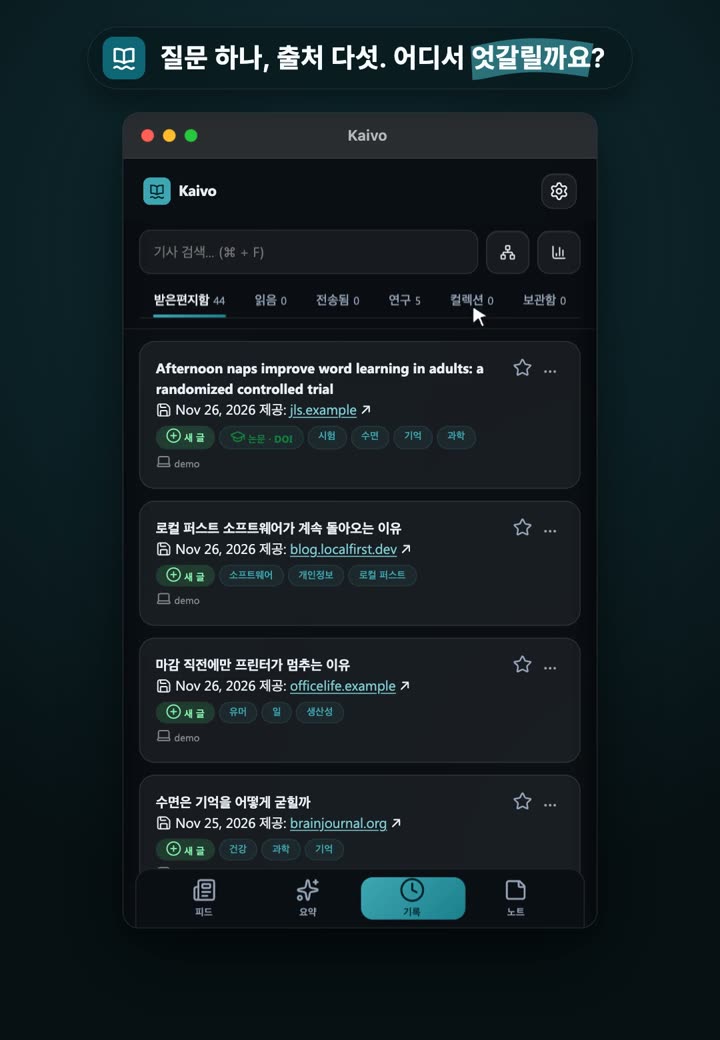 질문 하나, 출처 다섯. 어디서 엇갈릴까요?
Kaivo
Kaivo
기사 검색... (⌘ + F)
받은편지함 44 읽음 0 전송됨 0 연구 5 컬렉션 0 보관함 0
Afternoon naps improve word learning in adults: a
randomized controlled trial
Nov 26, 2026 제공: jls.example ↗
새 글 논문 · DOI 시험 수면 기억 과학
demo
로컬 퍼스트 소프트웨어가 계속 돌아오는 이유
Nov 26, 2026 제공: blog.localfirst.dev ↗
새 글 소프트웨어 개인정보 로컬 퍼스트
demo
마감 직전에만 프린터가 멈추는 이유
Nov 26, 2026 제공: officelife.example ↗
새 글 유머 일 생산성
demo
수면은 기억을 어떻게 굳힐까
Nov 25, 2026 제공: brainjournal.org ↗
새 글 건강 과학 기억
피드 요약 기록 노트